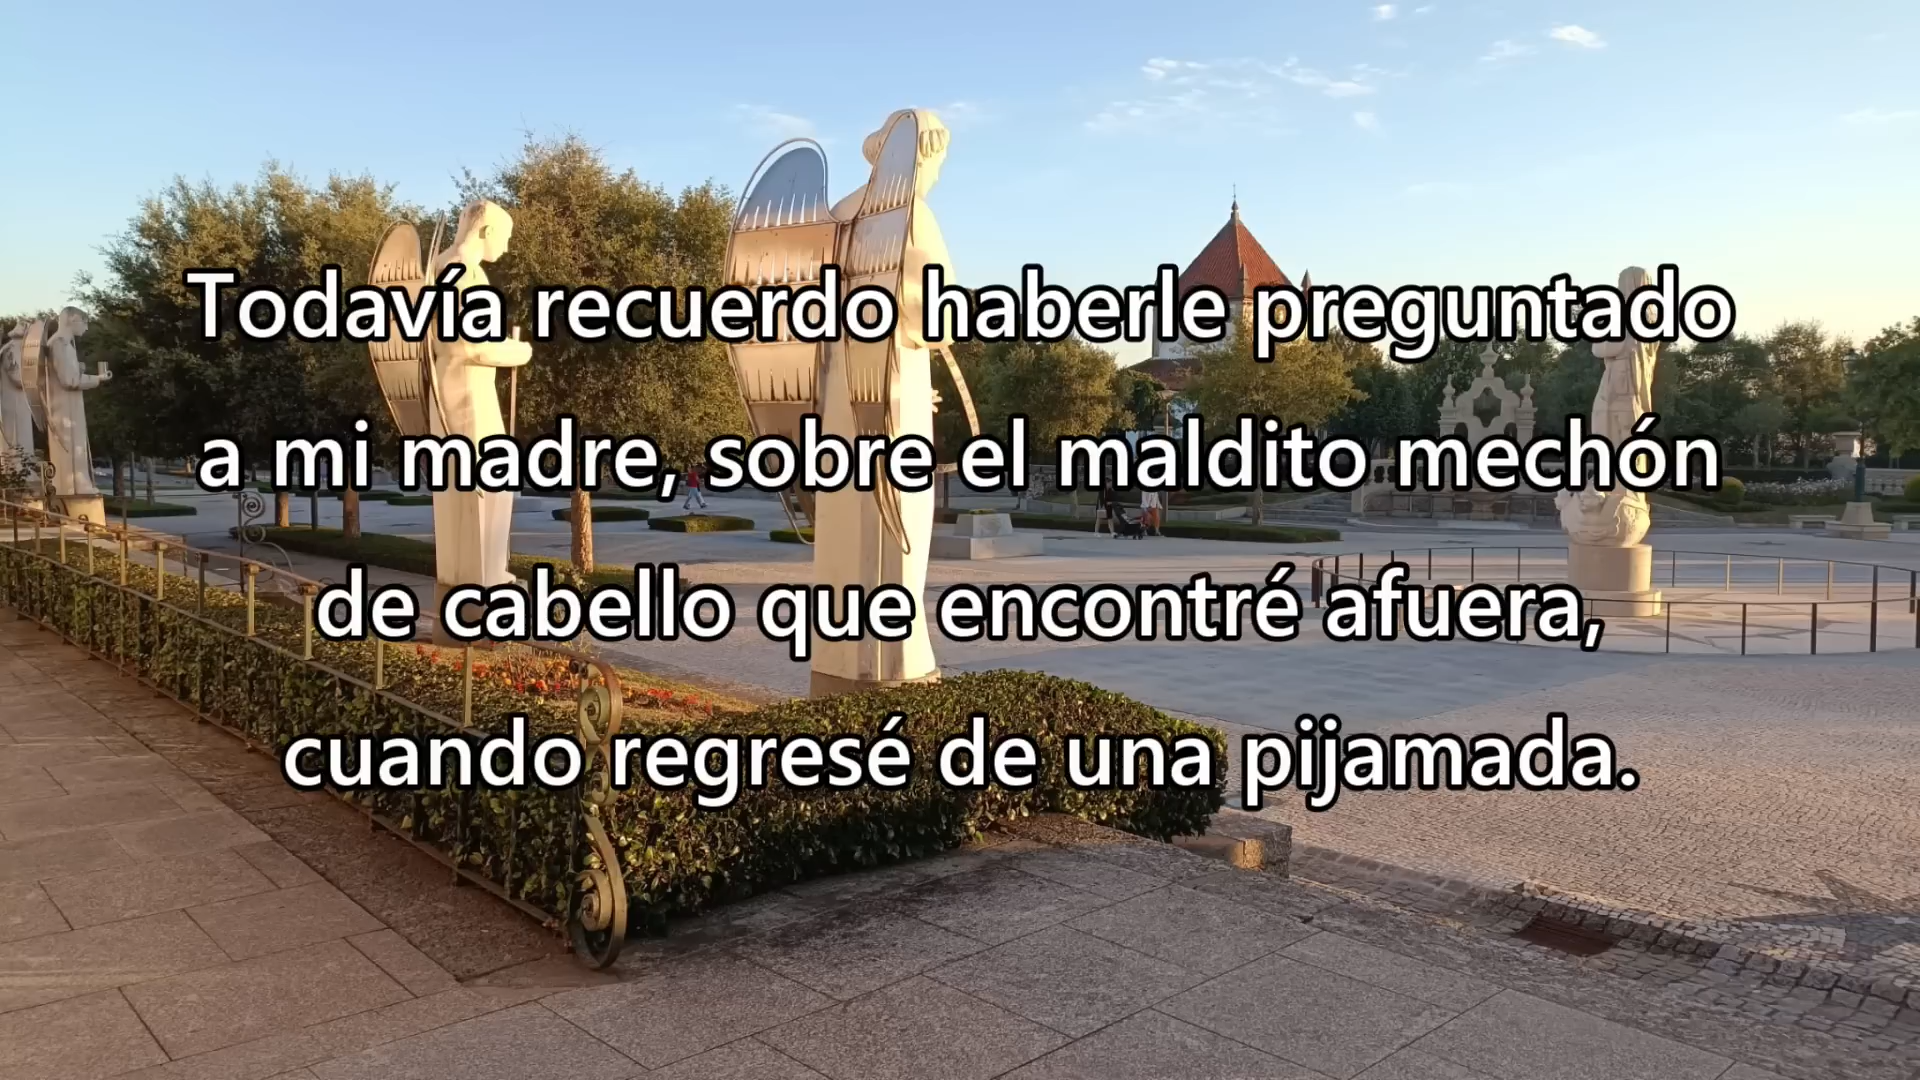 Todavía recuerdo haberle preguntado
a mi madre, sobre el maldito mechón
de cabello que encontré afuera,
cuando regresé de una pijamada.